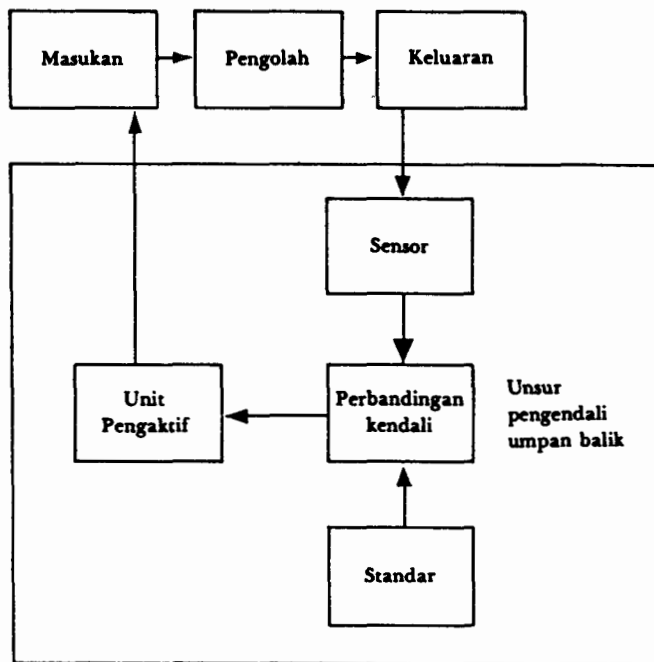 Masukan
Pengolah
Keluaran
Sensor
Unit
Pengaktif
Perbandingan
kendali
Unsur
pengendali
umpan balik
Standar